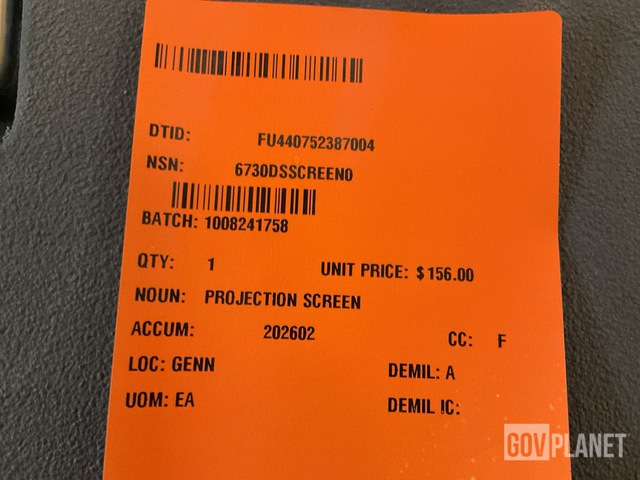 DTID: FU440752387004
NSN: 6730DSSCREEN0
BATCH: 1008241758
QTY: 1 UNIT PRICE: $156.00
NOUN: PROJECTION SCREEN
ACCUM: 202602 CC: F
LOC: GENN DEMIL: A
UOM: EA DEMIL IC:
GOVPLANET